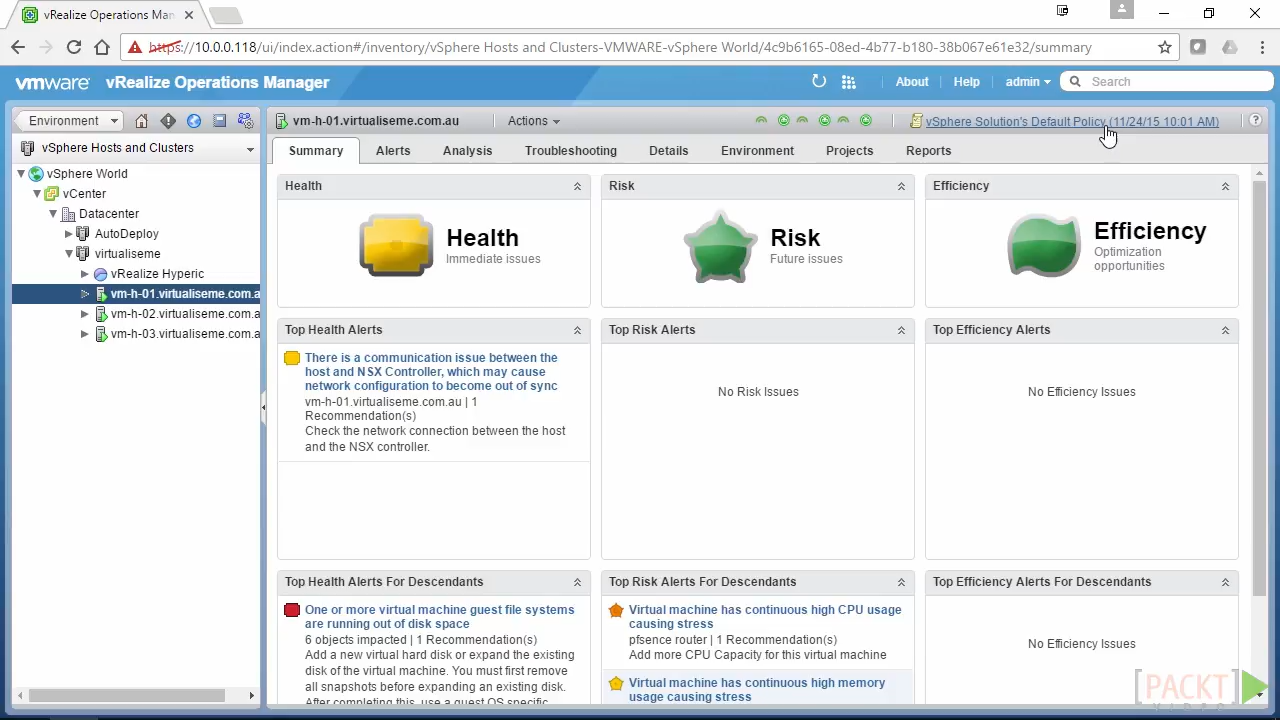 vRealize Operations Man
https://10.0.0.118/ui/index.action#/inventory/vSphere Hosts and Clusters-VMWARE-vSphere World/4c9b6165-d8ed-4b77-b180-38b067e61e32/summary
vmware vRealize Operations Manager
About Help admin Search
Environment
vm-h-01.virtualiseme.com.au Actions vSphere Solution's Default Policy (11/24/15 10:01 AM) ?
vSphere Hosts and Clusters
Summary Alerts Analysis Troubleshooting Details Environment Projects Reports
vSphere World
vCenter
Datacenter
AutoDeploy
virtualiseme
vRealize Hyperic
vm-h-01.virtualiseme.com.a
vm-h-02.virtualiseme.com.a
vm-h-03.virtualiseme.com.a
Health
Health
Immediate issues
Risk
Risk
Future issues
Efficiency
Efficiency
Optimization
opportunities
Top Health Alerts
There is a communication issue between the
host and NSX Controller, which may cause
network configuration to become out of sync
vm-h-01.virtualiseme.com.au | 1
Recommendation(s)
Check the network connection between the host
and the NSX controller.
Top Risk Alerts
No Risk Issues
Top Efficiency Alerts
No Efficiency Issues
Top Health Alerts For Descendants
One or more virtual machine guest file systems
are running out of disk space
6 objects impacted | 1 Recommendation(s)
Add a new virtual hard disk or expand the existing
disk of the virtual machine. You must first remove
all snapshots before expanding an existing disk.
After completing this, use a guest OS specific
Top Risk Alerts For Descendants
Virtual machine has continuous high CPU usage
causing stress
pfsence router | 1 Recommendation(s)
Add more CPU Capacity for this virtual machine
Virtual machine has continuous high memory
usage causing stress
Top Efficiency Alerts For Descendants
No Efficiency Issues
PACKT
VIDEO